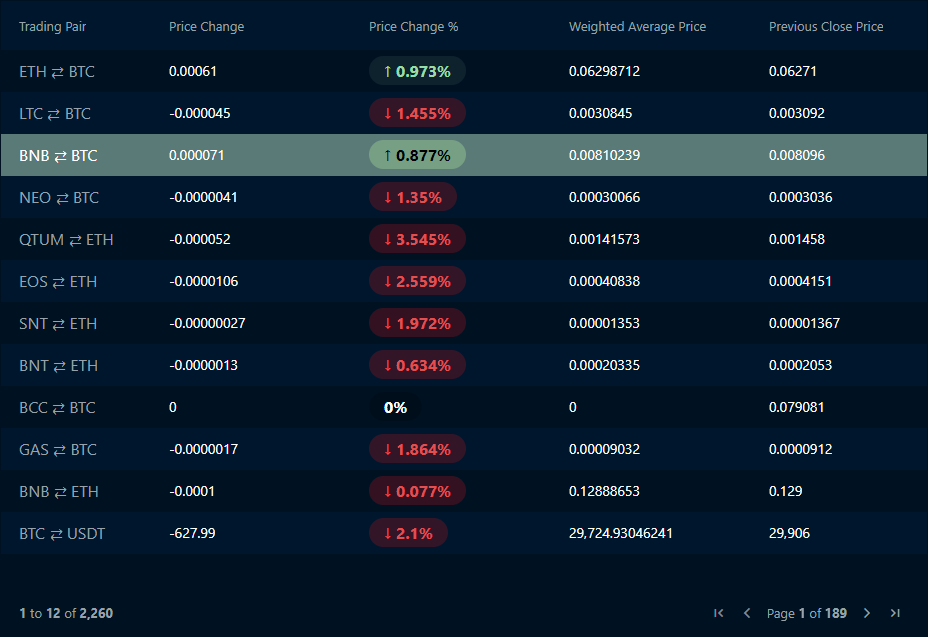 Trading Pair Price Change Price Change % Weighted Average Price Previous Close Price
ETH ⇄ BTC 0.00061 ↑ 0.973% 0.06298712 0.06271
LTC ⇄ BTC -0.000045 ↓ 1.455% 0.0030845 0.003092
BNB ⇄ BTC 0.000071 ↑ 0.877% 0.00810239 0.008096
NEO ⇄ BTC -0.0000041 ↓ 1.35% 0.00030066 0.0003036
QTUM ⇄ ETH -0.000052 ↓ 3.545% 0.00141573 0.001458
EOS ⇄ ETH -0.0000106 ↓ 2.559% 0.00040838 0.0004151
SNT ⇄ ETH -0.00000027 ↓ 1.972% 0.00001353 0.00001367
BNT ⇄ ETH -0.0000013 ↓ 0.634% 0.00020335 0.0002053
BCC ⇄ BTC 0 0% 0 0.079081
GAS ⇄ BTC -0.0000017 ↓ 1.864% 0.00009032 0.0000912
BNB ⇄ ETH -0.0001 ↓ 0.077% 0.12888653 0.129
BTC ⇄ USDT -627.99 ↓ 2.1% 29,724.93046241 29,906
1 to 12 of 2,260 Page 1 of 189